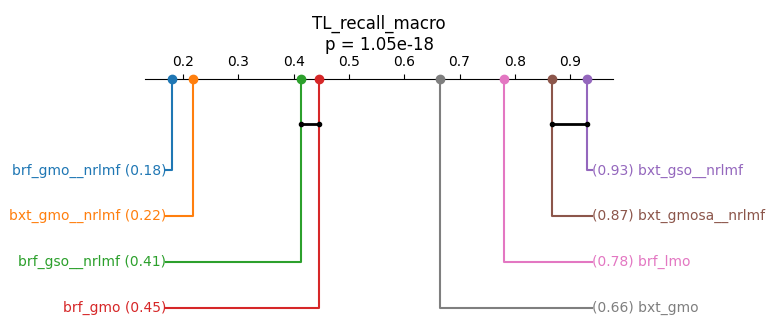 TL_recall_macro
p = 1.05e-18
0.2 0.3 0.4 0.5 0.6 0.7 0.8 0.9
brf_gmo__nrlmf (0.18) (0.93) bxt_gso__nrlmf
bxt_gmo__nrlmf (0.22) (0.87) bxt_gmosa__nrlmf
brf_gso__nrlmf (0.41) (0.78) brf_lmo
brf_gmo (0.45) (0.66) bxt_gmo